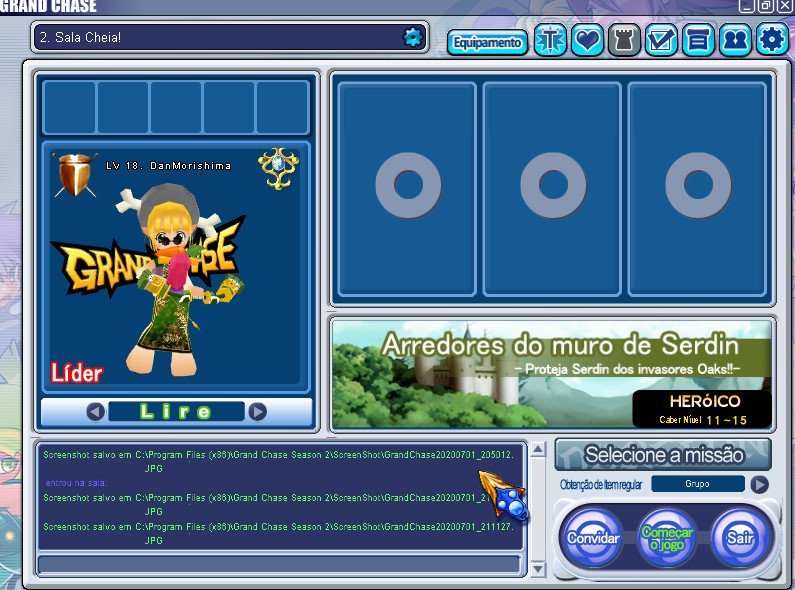 GRAND CHASE
2. Sala Cheia!
Equipamento
LV 18. DanMorishima
GRAND CHASE
Líder
Lire
Arredores do muro de Serdin
- Proteja Serdin dos invasores Oaks!!-
HERÓICO
Caber Níuel 11~15
Screenshot salvo em C:\Program Files (x86)\Grand Chase Season 2\ScreenShot\GrandChase20200701_205012.
JPG
entrou na sala.
Screenshot salvo em C:\Program Files (x86)\Grand Chase Season 2\ScreenShot\GrandChase20200701_21
JPG
Screenshot salvo em C:\Program Files (x86)\Grand Chase Season 2\ScreenShot\GrandChase20200701_211127.
JPG
Selecione a missão
Obtenção de Item regular
Grupo
Convidar
Começar
o jogo
Sair